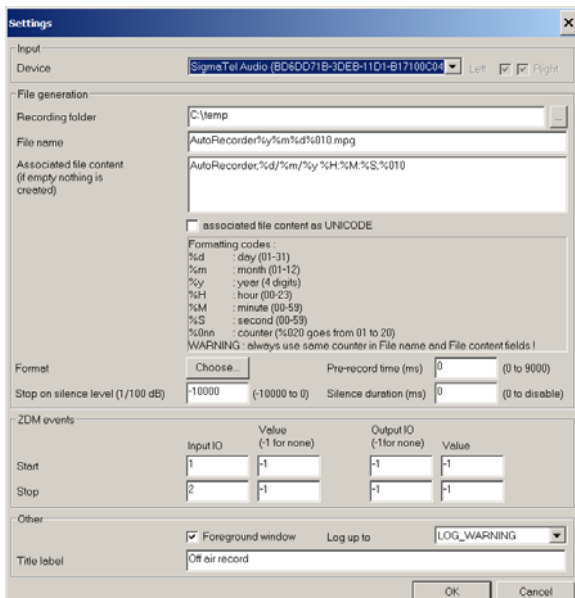 Settings
Input
Device SigmaTel Audio {BD6DD71B-3DEB-11D1-B17100C04 Left Right
File generation
Recording folder C:\temp ...
File name AutoRecorder%y%m%d%010.mpg
Associated file content AutoRecorder;%d/%m/%y %H:%M:%S;%010
(if empty nothing is
created)
associated file content as UNICODE
Formatting codes :
%d : day (01-31)
%m : month (01-12)
%y : year (4 digits)
%H : hour (00-23)
%M : minute (00-59)
%S : second (00-59)
%0nn : counter (%020 goes from 01 to 20)
WARNING : always use same counter in File name and File content fields !
Format Choose... Pre-record time (ms) 0 (0 to 9000)
Stop on silence level (1/100 dB) -10000 (-10000 to 0) Silence duration (ms) 0 (0 to disable)
ZDM events
Value Output IO
Input IO (-1 for none) (-1for none) Value
Start 1 -1 -1 -1
Stop 2 -1 -1 -1
Other
Foreground window Log up to LOG_WARNING
Title label Off air record
OK Cancel